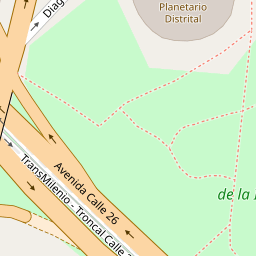 Planetario
Distrital
Diag
Avenida Calle 26
TransMilenio - Troncal Calle
de la